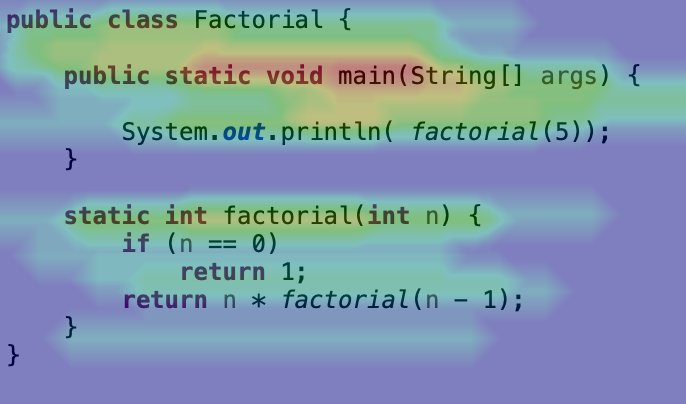 public class Factorial {
public static void main(String[] args) {
System.out.println( factorial(5));
}
static int factorial(int n) {
if (n == 0)
return 1;
return n * factorial(n - 1);
}
}